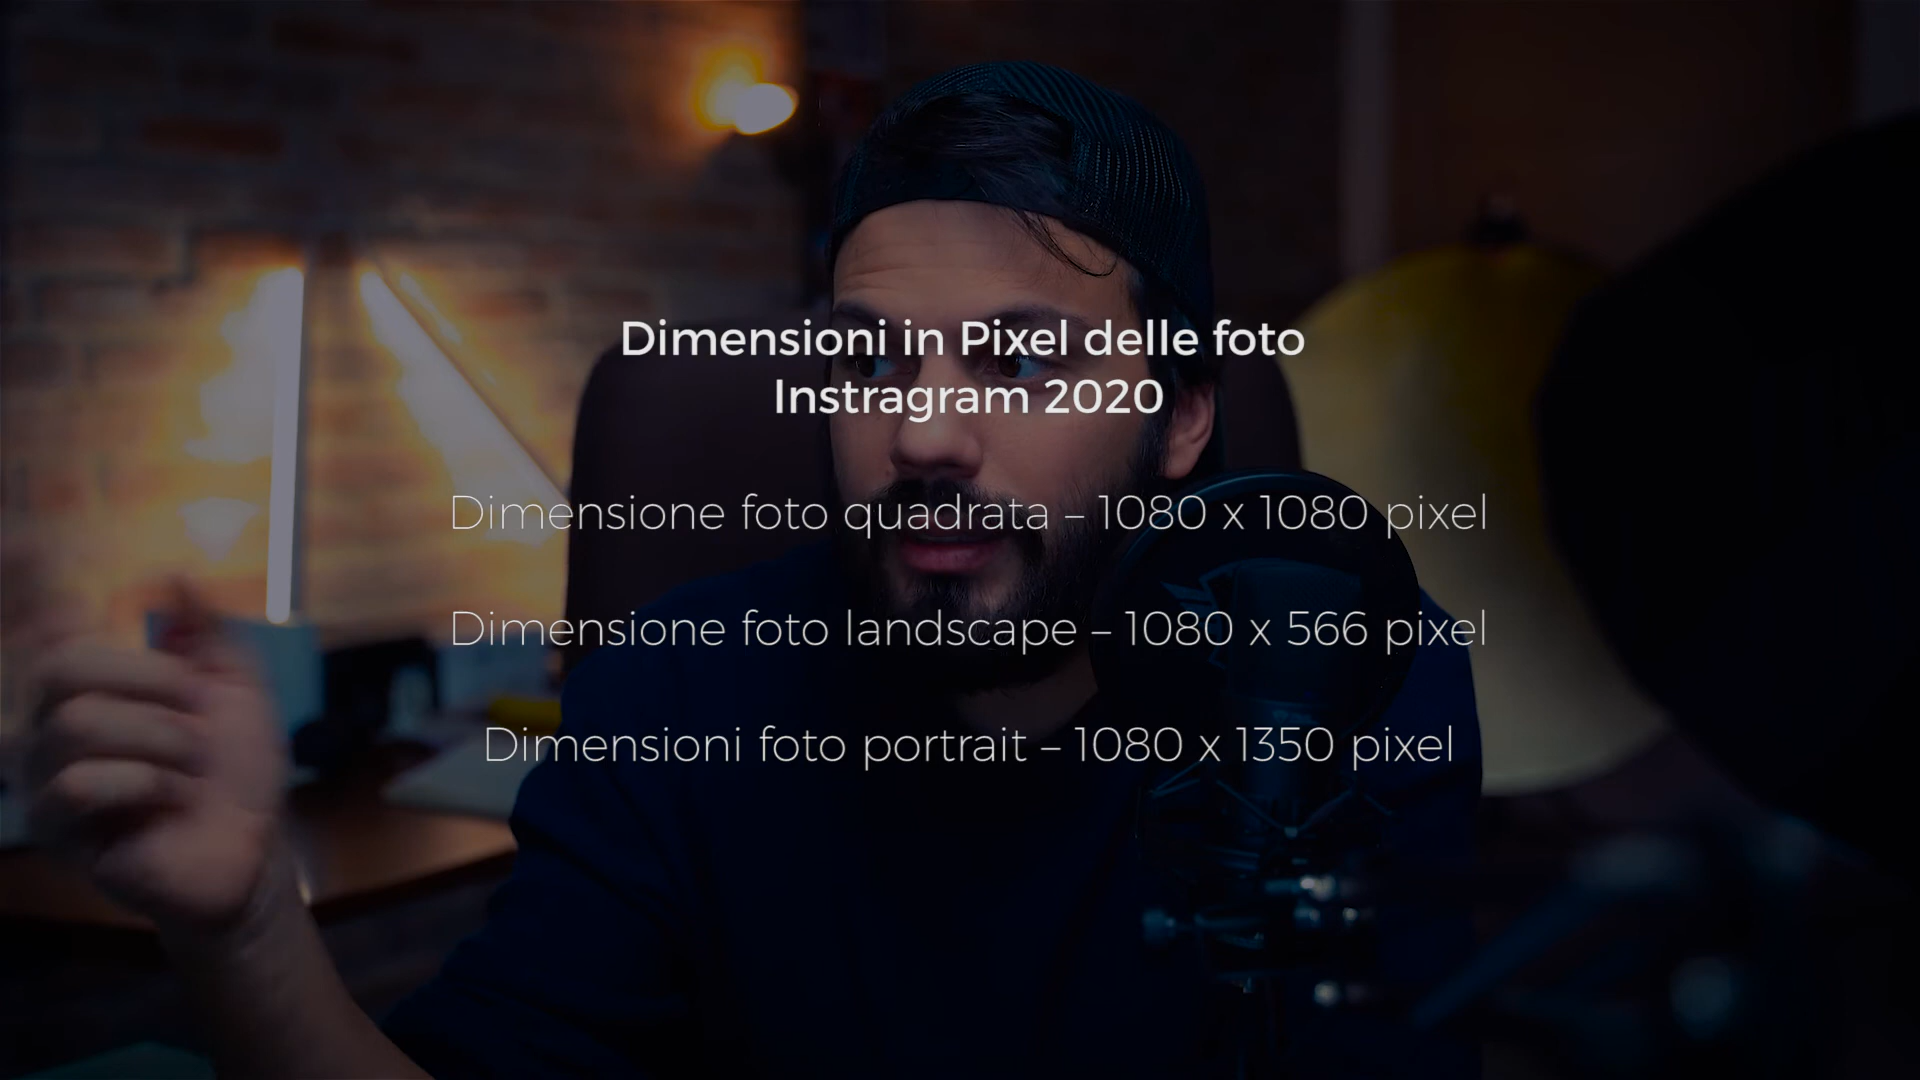 Dimensioni in Pixel delle foto
Instragram 2020
Dimensione foto quadrata – 1080 x 1080 pixel
Dimensione foto landscape – 1080 x 566 pixel
Dimensioni foto portrait – 1080 x 1350 pixel